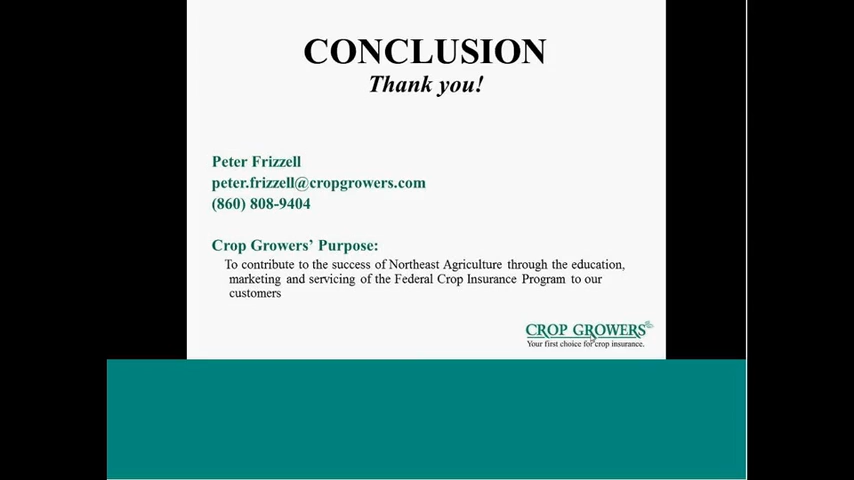 CONCLUSION
Thank you!
Peter Frizzell
peter.frizzell@cropgrowers.com
(860) 808-9404
Crop Growers' Purpose:
To contribute to the success of Northeast Agriculture through the education,
marketing and servicing of the Federal Crop Insurance Program to our
customers
CROP GROWERS
Your first choice for crop insurance.